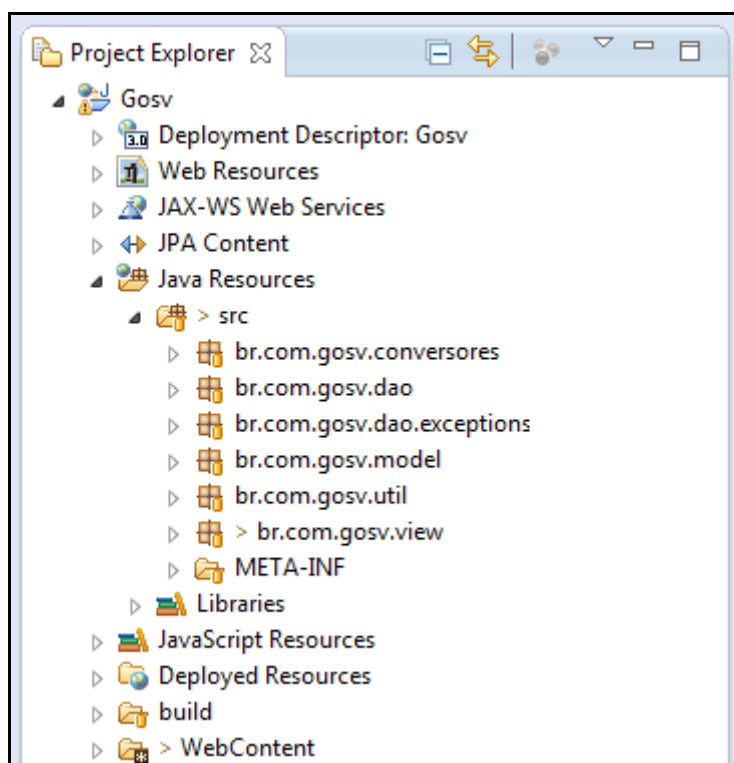 Project Explorer
Gosv
3.0 Deployment Descriptor: Gosv
Web Resources
JAX-WS Web Services
JPA Content
Java Resources
> src
br.com.gosv.conversores
br.com.gosv.dao
br.com.gosv.dao.exceptions
br.com.gosv.model
br.com.gosv.util
> br.com.gosv.view
META-INF
Libraries
JavaScript Resources
Deployed Resources
build
> WebContent